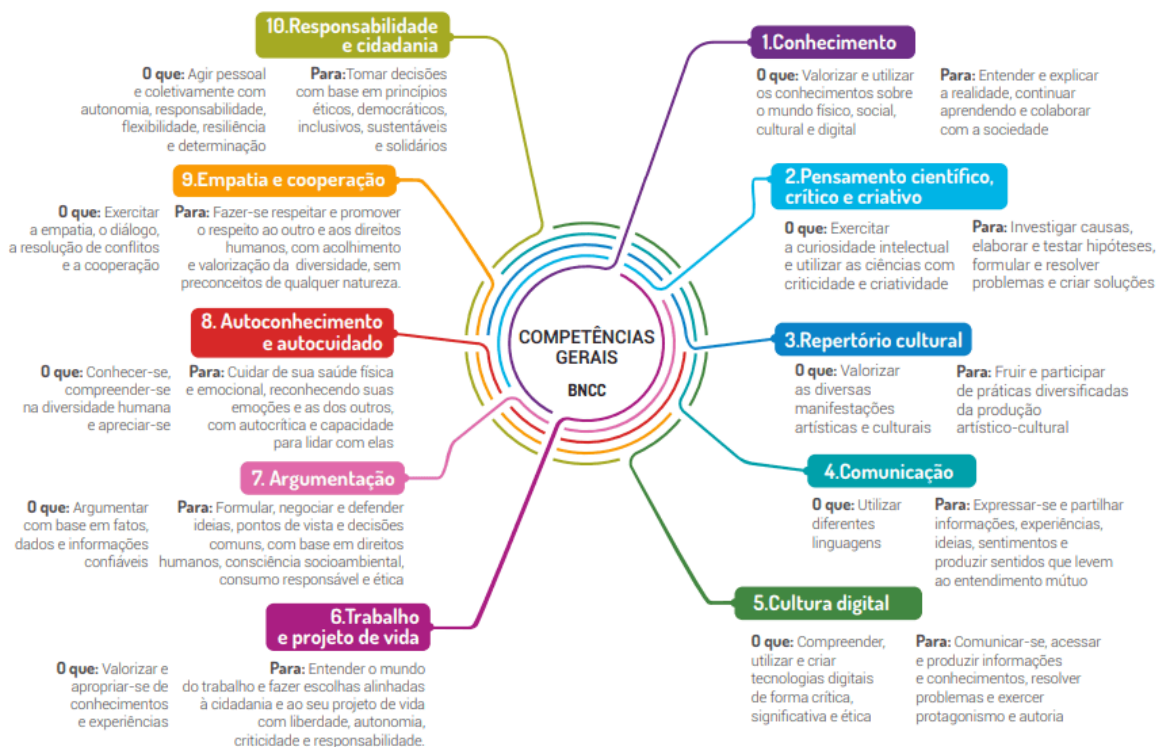 COMPETÊNCIAS
GERAIS
BNCC
1.Conhecimento
O que: Valorizar e utilizar
os conhecimentos sobre
o mundo físico, social,
cultural e digital
Para: Entender e explicar
a realidade, continuar
aprendendo e colaborar
com a sociedade
2.Pensamento científico,
crítico e criativo
O que: Exercitar
a curiosidade intelectual
e utilizar as ciências com
criticidade e criatividade
Para: Investigar causas,
elaborar e testar hipóteses,
formular e resolver
problemas e criar soluções
3.Repertório cultural
O que: Valorizar
as diversas
manifestações
artísticas e culturais
Para: Fruir e participar
de práticas diversificadas
da produção
artístico-cultural
4.Comunicação
O que: Utilizar
diferentes
linguagens
Para: Expressar-se e partilhar
informações, experiências,
ideias, sentimentos e
produzir sentidos que levem
ao entendimento mútuo
5.Cultura digital
O que: Compreender,
utilizar e criar
tecnologias digitais
de forma crítica,
significativa e ética
Para: Comunicar-se, acessar
e produzir informações
e conhecimentos, resolver
problemas e exercer
protagonismo e autoria
6.Trabalho
e projeto de vida
O que: Valorizar e
apropriar-se de
conhecimentos
e experiências
Para: Entender o mundo
do trabalho e fazer escolhas alinhadas
à cidadania e ao seu projeto de vida
com liberdade, autonomia,
criticidade e responsabilidade.
7. Argumentação
O que: Argumentar
com base em fatos,
dados e informações
confiáveis
Para: Formular, negociar e defender
ideias, pontos de vista e decisões
comuns, com base em direitos
humanos, consciência socioambiental,
consumo responsável e ética
8. Autoconhecimento
e autocuidado
O que: Conhecer-se,
compreender-se
na diversidade humana
e apreciar-se
Para: Cuidar de sua saúde física
e emocional, reconhecendo suas
emoções e as dos outros,
com autocrítica e capacidade
para lidar com elas
9.Empatia e cooperação
O que: Exercitar
a empatia, o diálogo,
a resolução de conflitos
e a cooperação
Para: Fazer-se respeitar e promover
o respeito ao outro e aos direitos
humanos, com acolhimento
e valorização da diversidade, sem
preconceitos de qualquer natureza.
10.Responsabilidade
e cidadania
O que: Agir pessoal
e coletivamente com
autonomia, responsabilidade,
flexibilidade, resiliência
e determinação
Para:Tomar decisões
com base em princípios
éticos, democráticos,
inclusivos, sustentáveis
e solidários